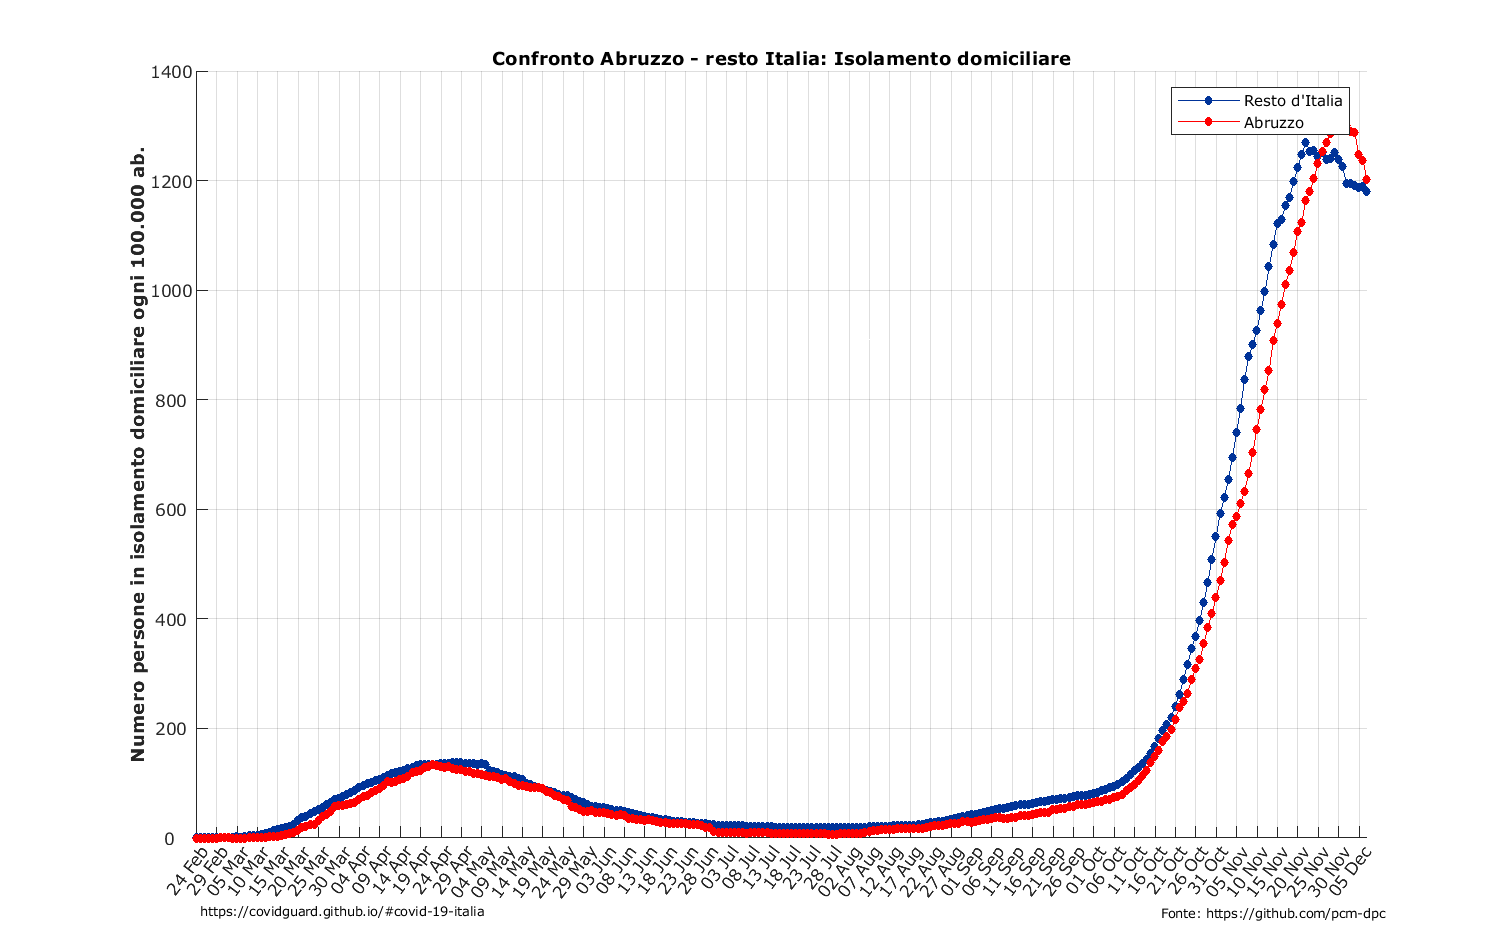 Confronto Abruzzo - resto Italia: Isolamento domiciliare
Numero persone in isolamento domiciliare ogni 100.000 ab.
1400
1200
1000
800
600
400
200
0
Resto d'Italia
Abruzzo
24 Feb
29 Feb
05 Mar
10 Mar
15 Mar
20 Mar
25 Mar
30 Mar
04 Apr
09 Apr
14 Apr
19 Apr
24 Apr
29 Apr
04 May
09 May
14 May
19 May
24 May
29 May
03 Jun
08 Jun
13 Jun
18 Jun
23 Jun
28 Jun
03 Jul
08 Jul
13 Jul
18 Jul
23 Jul
28 Jul
02 Aug
07 Aug
12 Aug
17 Aug
22 Aug
27 Aug
01 Sep
06 Sep
11 Sep
16 Sep
21 Sep
26 Sep
01 Oct
06 Oct
11 Oct
16 Oct
21 Oct
26 Oct
31 Oct
05 Nov
10 Nov
15 Nov
20 Nov
25 Nov
30 Nov
05 Dec
https://covidguard.github.io/#covid-19-italia
Fonte: https://github.com/pcm-dpc